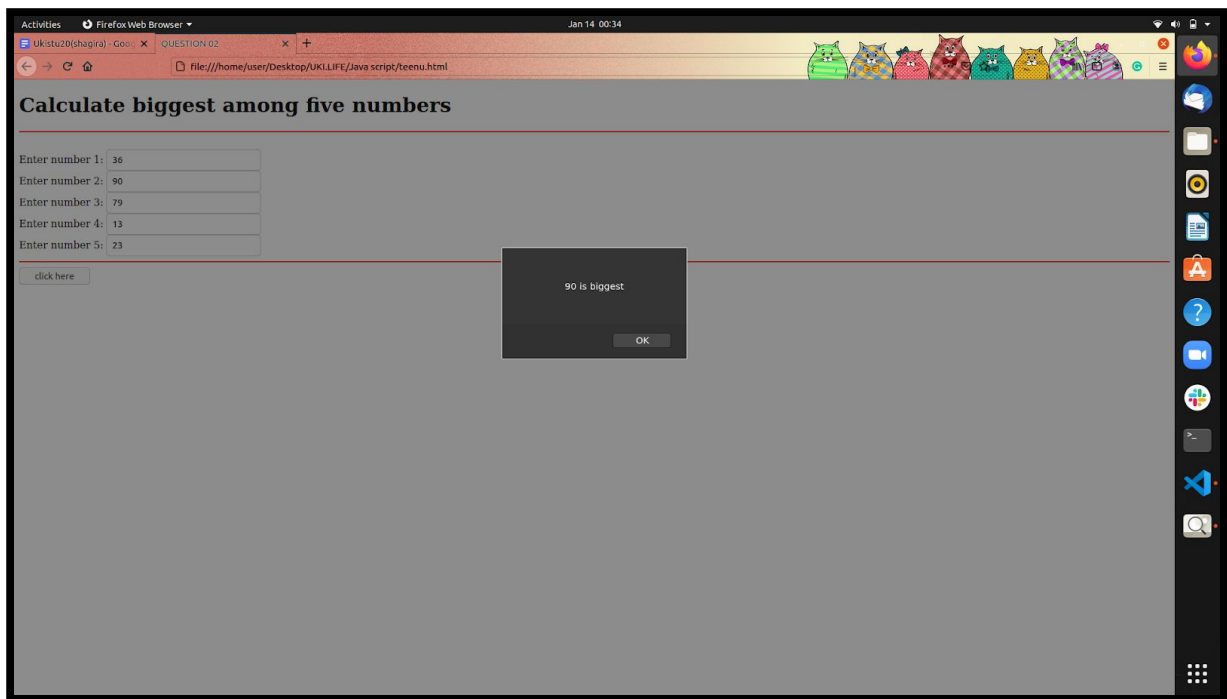 Activities Firefox Web Browser Jan 14 00:34
Ukistu20(shagira) - Goog QUESTION 02
file:///home/user/Desktop/UKI.LIFE/Java script/teenu.html
Calculate biggest among five numbers
Enter number 1: 36
Enter number 2: 90
Enter number 3: 79
Enter number 4: 13
Enter number 5: 23
click here
90 is biggest
OK